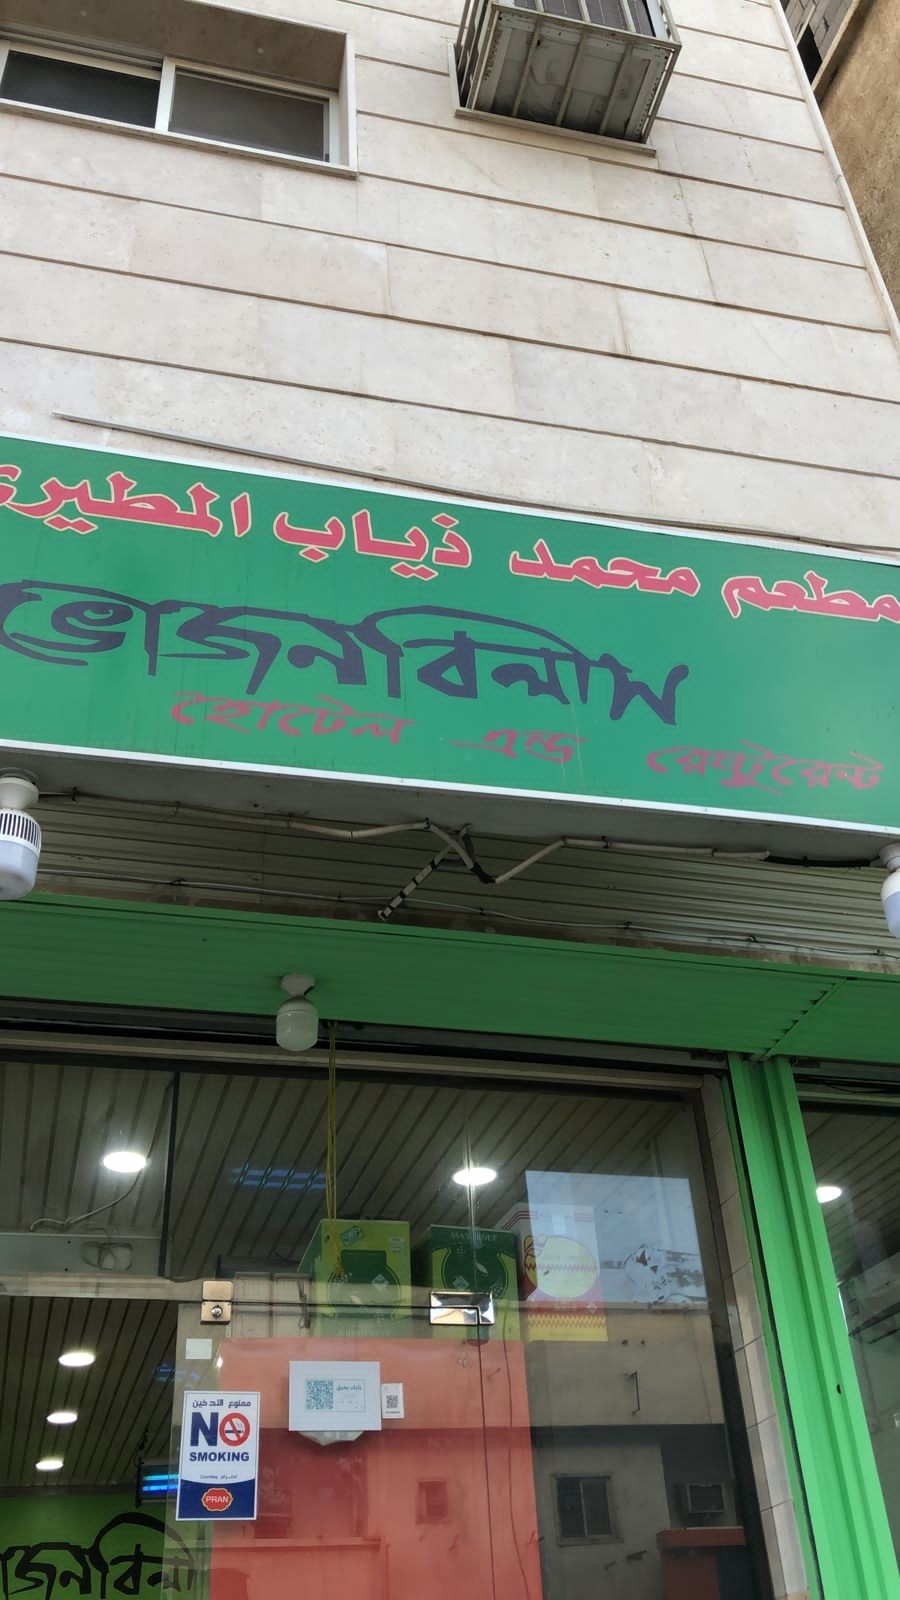 مطعم محمد ذياب المطيري
ভোজনবিলাস
হোটেল এন্ড রেষ্টুরেন্ট
ممنوع التدخين
NO
SMOKING
PRAN